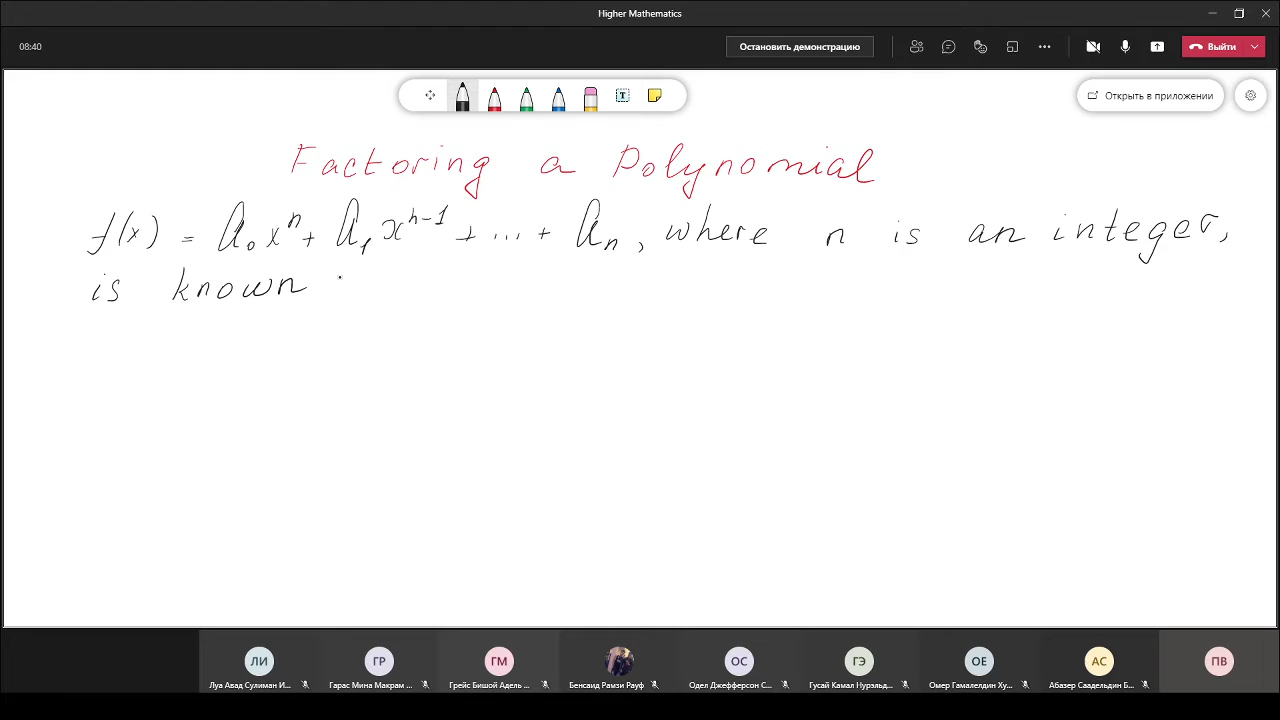 Higher Mathematics
08:40
Остановить демонстрацию
Выйти
T
Открыть в приложении
Factoring a Polynomial
f(x) = a₀xⁿ + a₁xⁿ⁻¹ + ... + aₙ, where n is an integer,
is known
ЛИ ГР ГМ ОС ГЭ ОЕ АС ПВ
Луа Авад Сулиман И... Гарас Мина Макрам ... Грейс Бишой Адель ... Бенсаид Рамзи Рауф Одел Джефферсон С... Гусай Камал Нурэльд... Омер Гамалелдин Ху... Абазер Саадельдин Б...